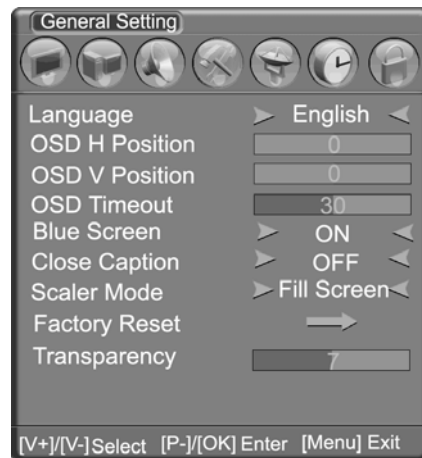 General Setting
Language English
OSD H Position 0
OSD V Position 0
OSD Timeout 30
Blue Screen ON
Close Caption OFF
Scaler Mode Fill Screen
Factory Reset
Transparency 7
[V+]/[V-]Select [P-]/[OK] Enter [Menu] Exit